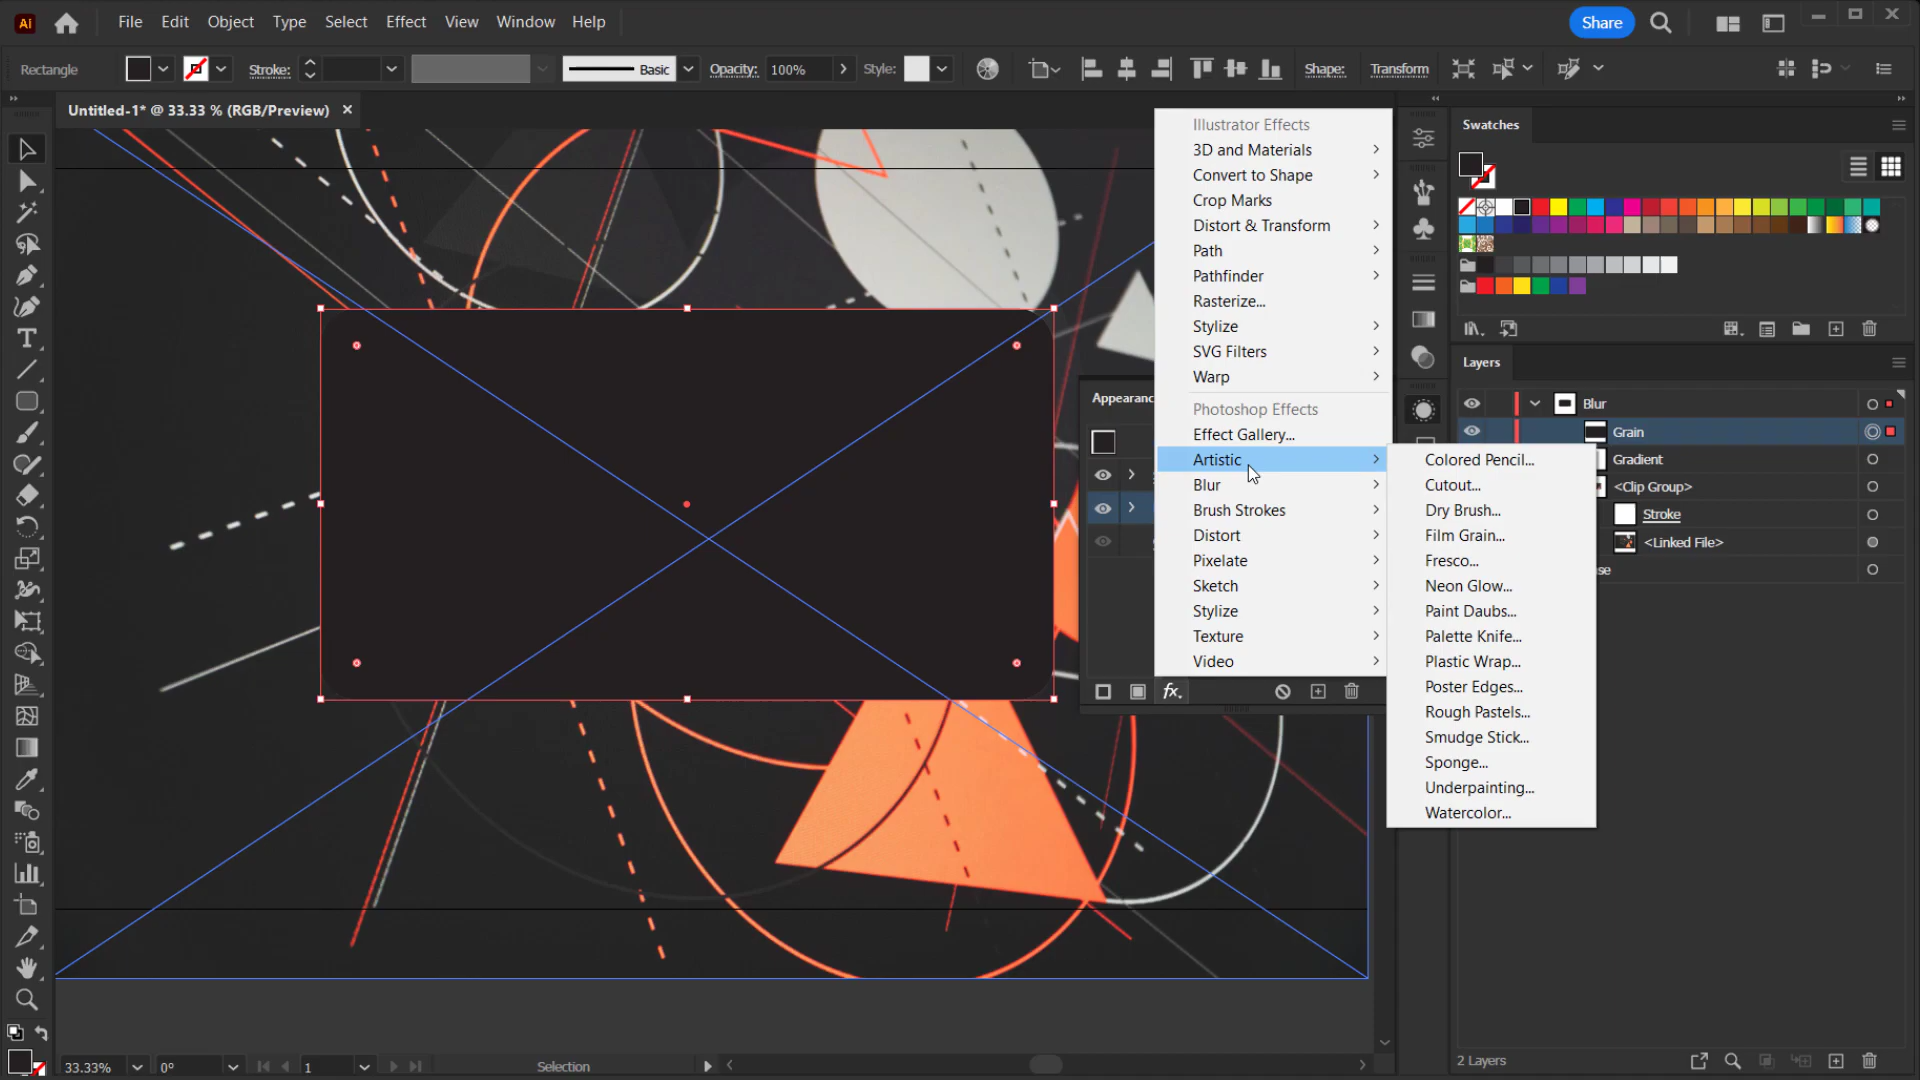 Ai File Edit Object Type Select Effect View Window Help Share
Rectangle Stroke: Basic Opacity: 100% Style: Shape: Transform
Untitled-1* @ 33.33 % (RGB/Preview) ×
Illustrator Effects
3D and Materials
Convert to Shape
Crop Marks
Distort & Transform
Path
Pathfinder
Rasterize...
Stylize
SVG Filters
Warp
Photoshop Effects
Effect Gallery...
Artistic
Blur
Brush Strokes
Distort
Pixelate
Sketch
Stylize
Texture
Video
Colored Pencil...
Cutout...
Dry Brush...
Film Grain...
Fresco...
Neon Glow...
Paint Daubs...
Palette Knife...
Plastic Wrap...
Poster Edges...
Rough Pastels...
Smudge Stick...
Sponge...
Underpainting...
Watercolor...
fx.
Swatches
Layers
Blur
Grain
Gradient
<Clip Group>
Stroke
<Linked File>
2 Layers
33.33% 0° 1 Selection